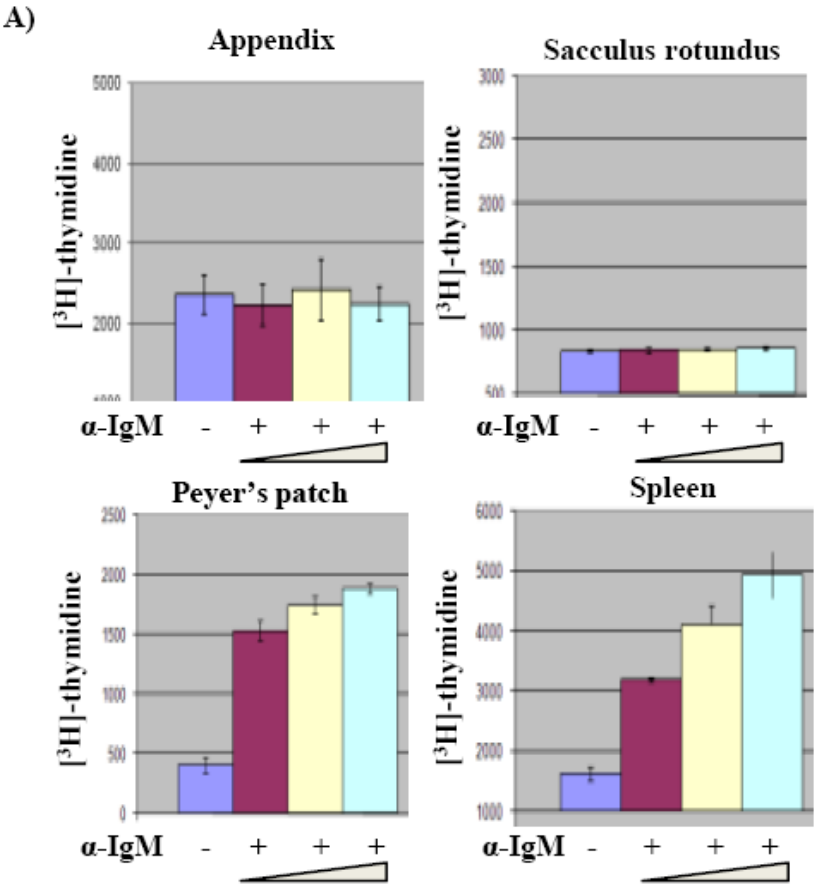 A)
Appendix
[³H]-thymidine
5000
4000
3000
2000
1000
α-IgM - + + +
Sacculus rotundus
[³H]-thymidine
3000
2500
2000
1500
1000
500
α-IgM - + + +
Peyer's patch
[³H]-thymidine
2500
2000
1500
1000
500
0
α-IgM - + + +
Spleen
[³H]-thymidine
6000
5000
4000
3000
2000
1000
α-IgM - + + +